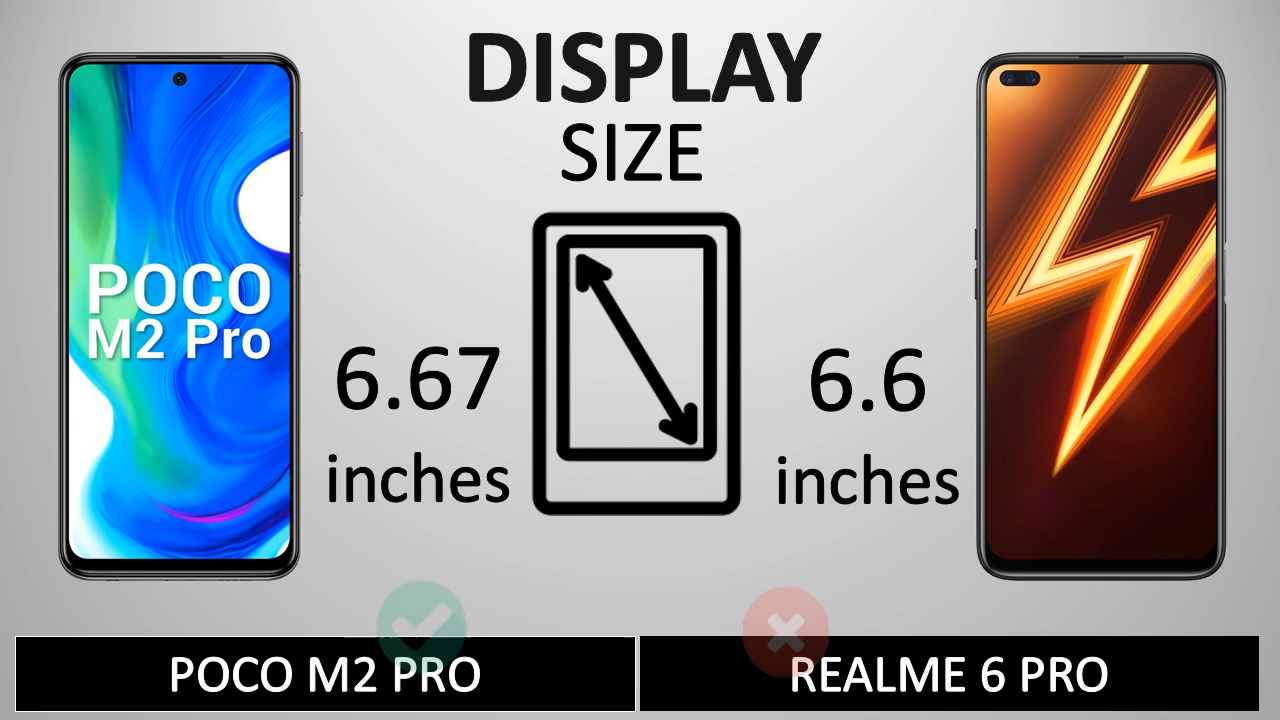 DISPLAY
SIZE
POCO
M2 Pro
6.67
inches
6.6
inches
POCO M2 PRO
REALME 6 PRO